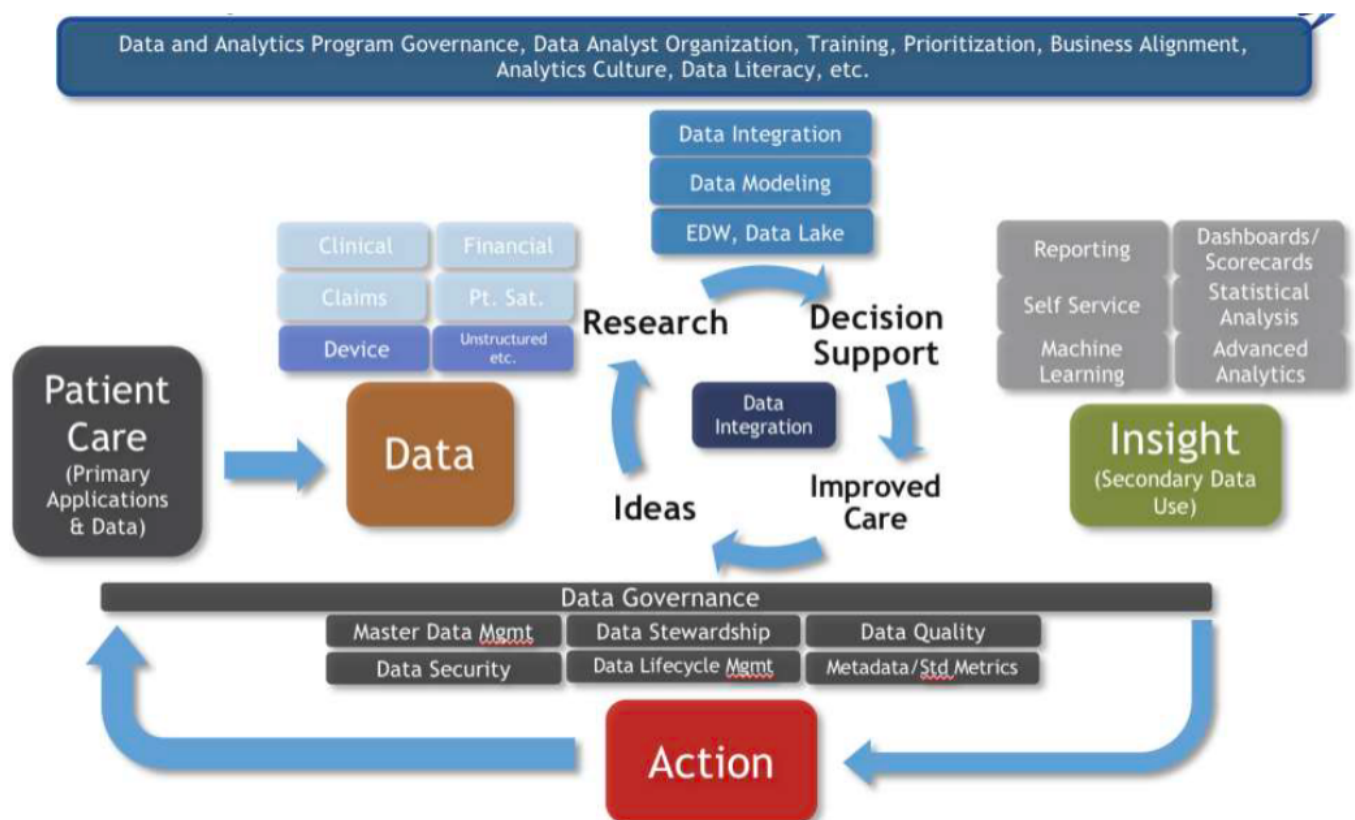 Data and Analytics Program Governance, Data Analyst Organization, Training, Prioritization, Business Alignment,
Analytics Culture, Data Literacy, etc.
Data Integration
Data Modeling
EDW, Data Lake
Clinical
Financial
Claims
Pt. Sat.
Device
Unstructured
etc.
Reporting
Dashboards/
Scorecards
Self Service
Statistical
Analysis
Machine
Learning
Advanced
Analytics
Research
Decision
Support
Patient
Care
(Primary
Applications
& Data)
Data
Data
Integration
Insight
(Secondary Data
Use)
Ideas
Improved
Care
Data Governance
Master Data Mgmt
Data Stewardship
Data Quality
Data Security
Data Lifecycle Mgmt
Metadata/Std Metrics
Action